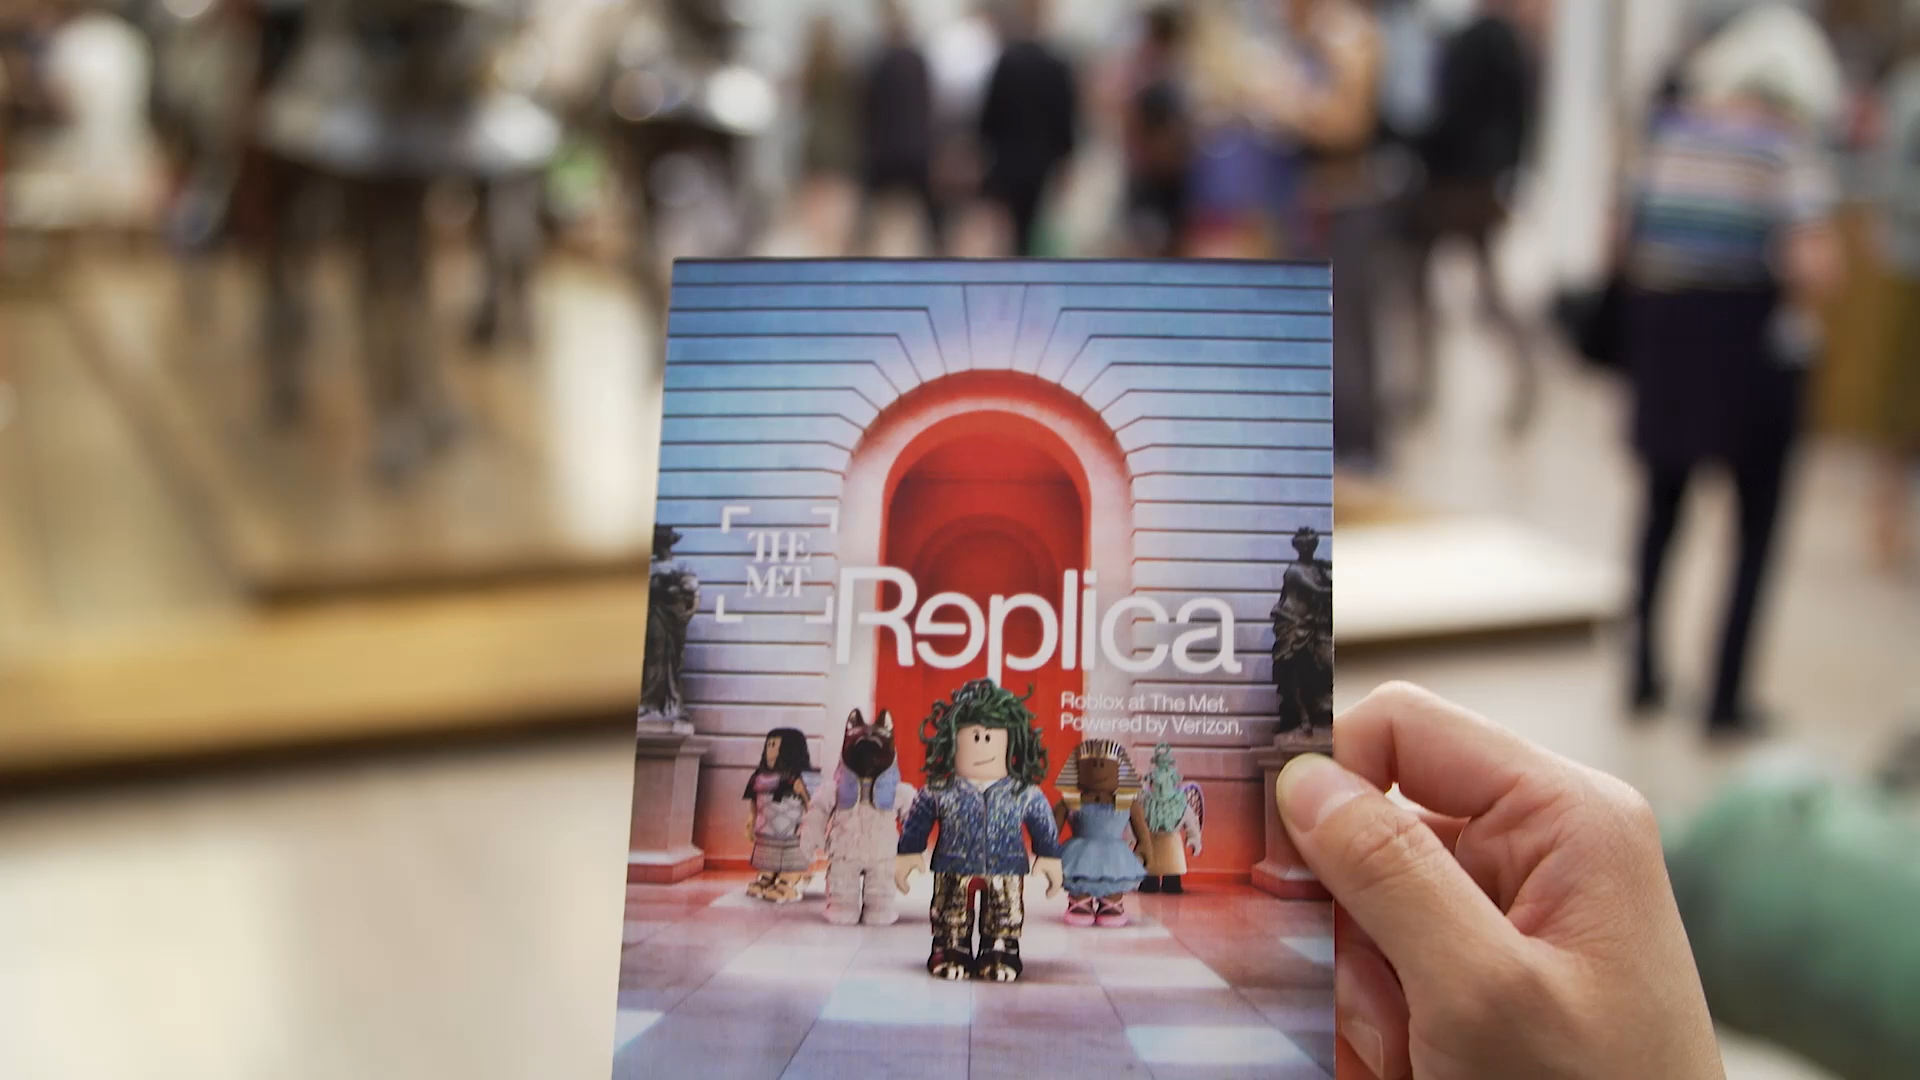 THE
MET
Replica
Roblox at The Met.
Powered by Verizon.